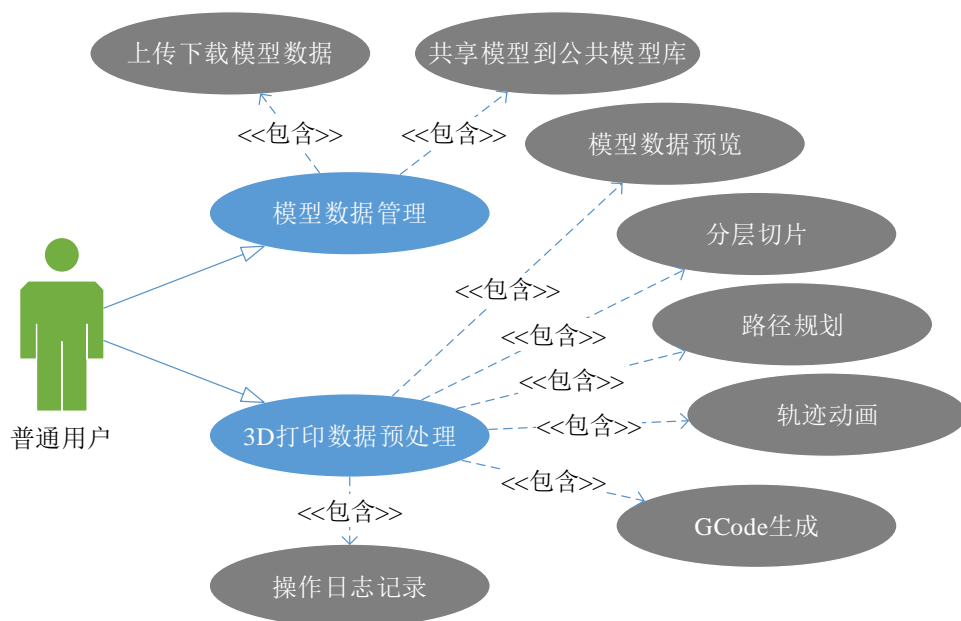 上传下载模型数据
共享模型到公共模型库
<<包含>>
<<包含>>
模型数据预览
模型数据管理
分层切片
<<包含>>
路径规划
<<包含>>
<<包含>>
普通用户
3D打印数据预处理
<<包含>>
轨迹动画
<<包含>>
<<包含>>
GCode生成
操作日志记录